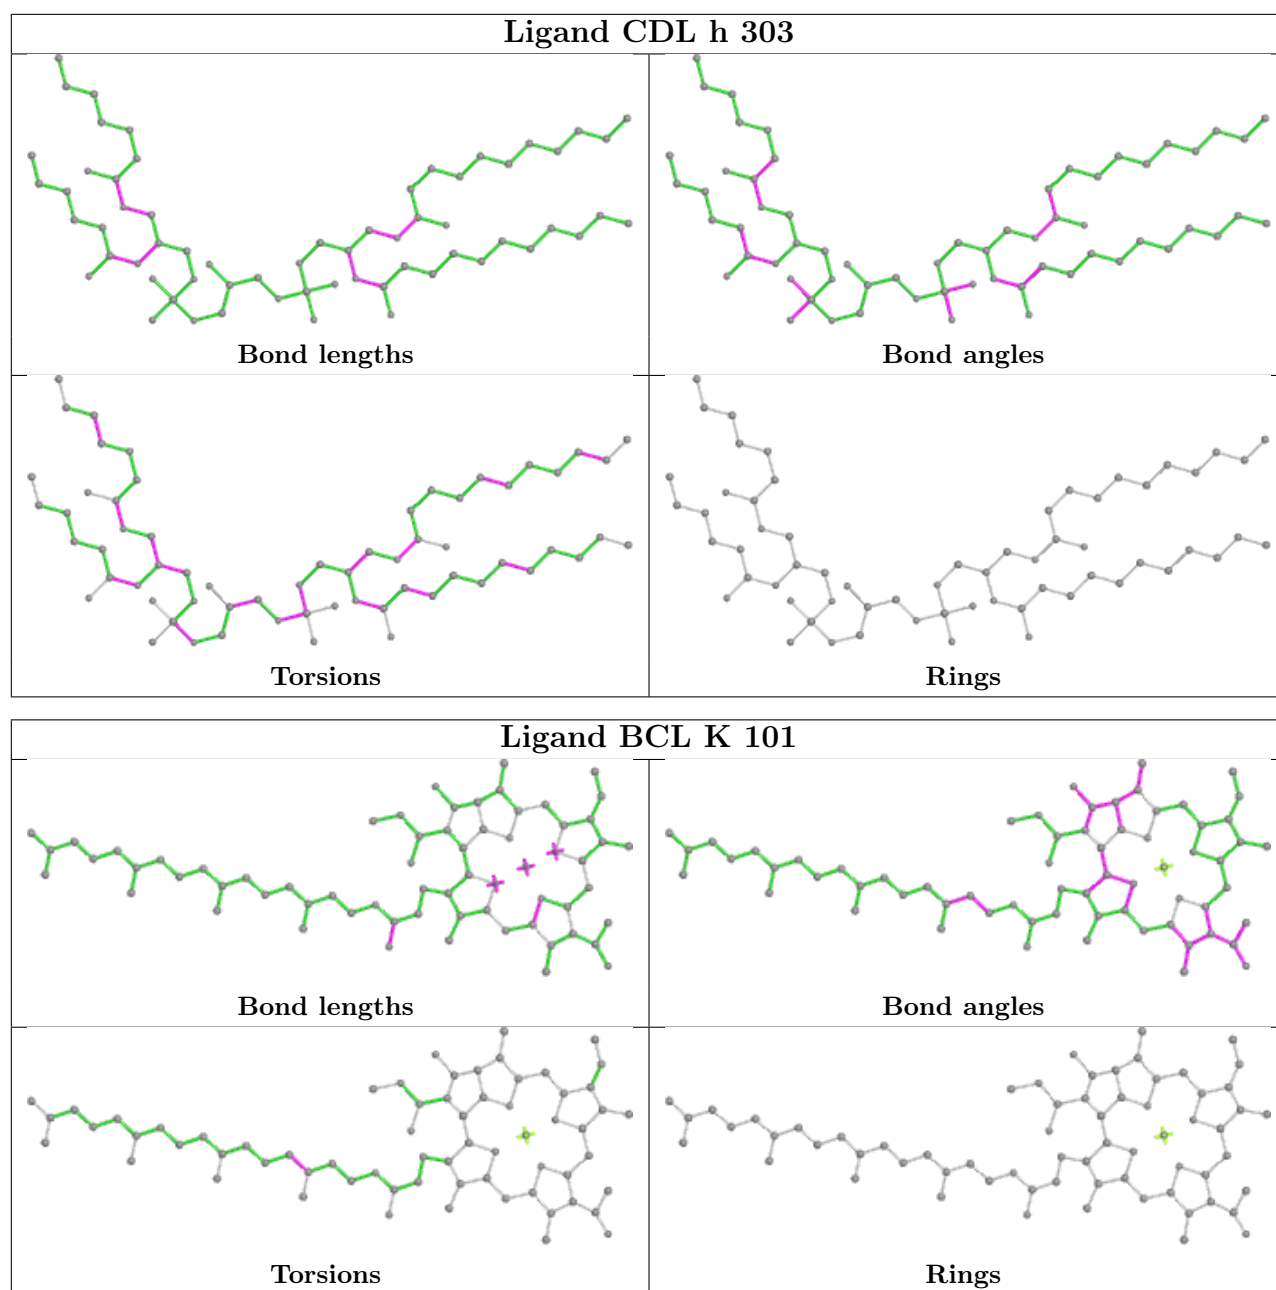 Ligand CDL h 303
Bond lengths
Bond angles
Torsions
Rings
Ligand BCL K 101
Bond lengths
Bond angles
Torsions
Rings